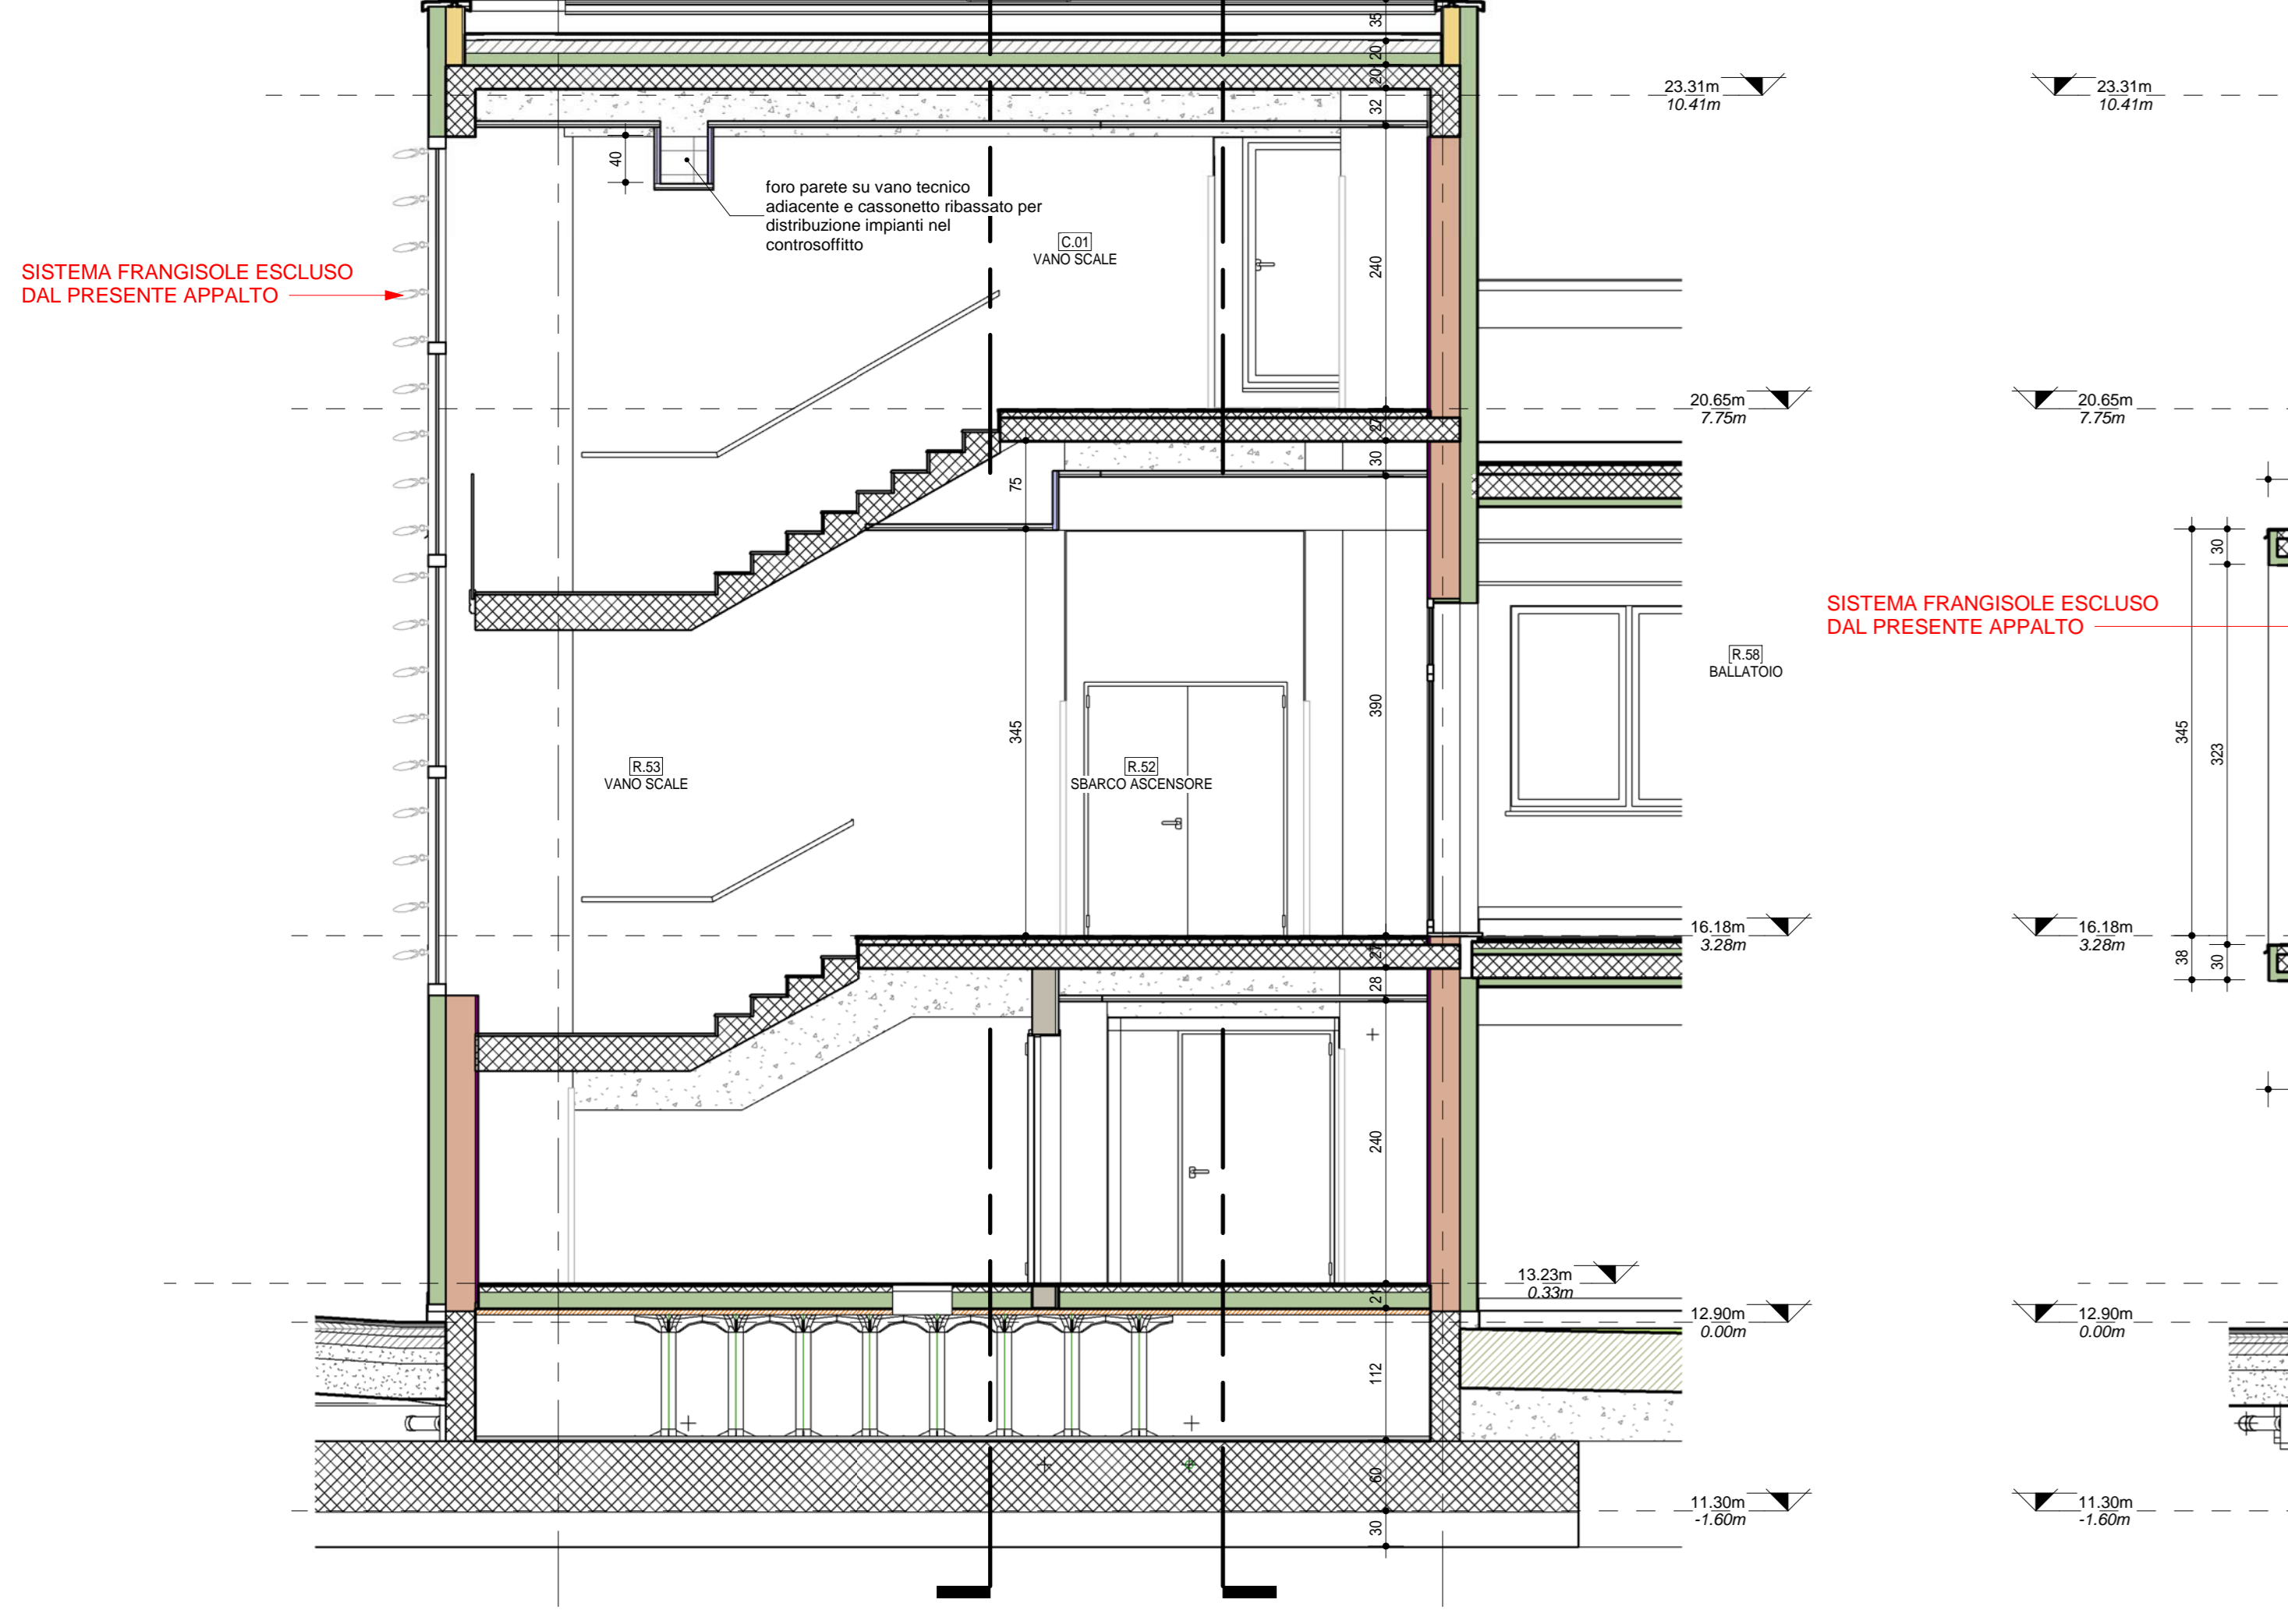 35
20
20
32
23.31m
10.41m
23.31m
10.41m
40
foro parete su vano tecnico
adiacente e cassonetto ribassato per
distribuzione impianti nel
controsoffitto
C.01
VANO SCALE
240
SISTEMA FRANGISOLE ESCLUSO
DAL PRESENTE APPALTO
20.65m
7.75m
20.65m
7.75m
27
30
75
30
SISTEMA FRANGISOLE ESCLUSO
DAL PRESENTE APPALTO
R.58
BALLATOIO
390
345
345
323
R.53
VANO SCALE
R.52
SBARCO ASCENSORE
16.18m
3.28m
16.18m
3.28m
27
28
38
30
240
13.23m
0.33m
21
12.90m
0.00m
12.90m
0.00m
112
60
11.30m
-1.60m
11.30m
-1.60m
30